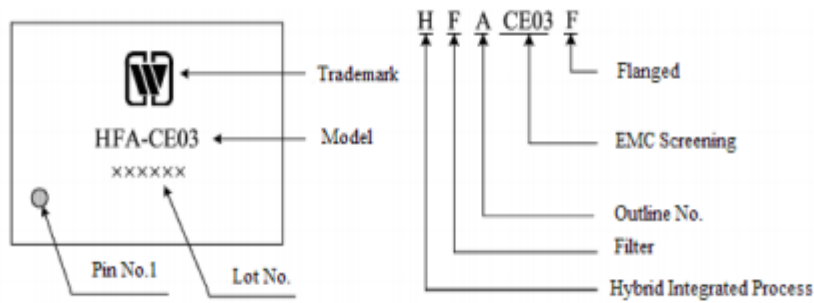 H F A CE03 F
Trademark
Flanged
HFA-CE03
Model
EMC Screening
××××××
Outline No.
Filter
Pin No.1
Lot No.
Hybrid Integrated Process